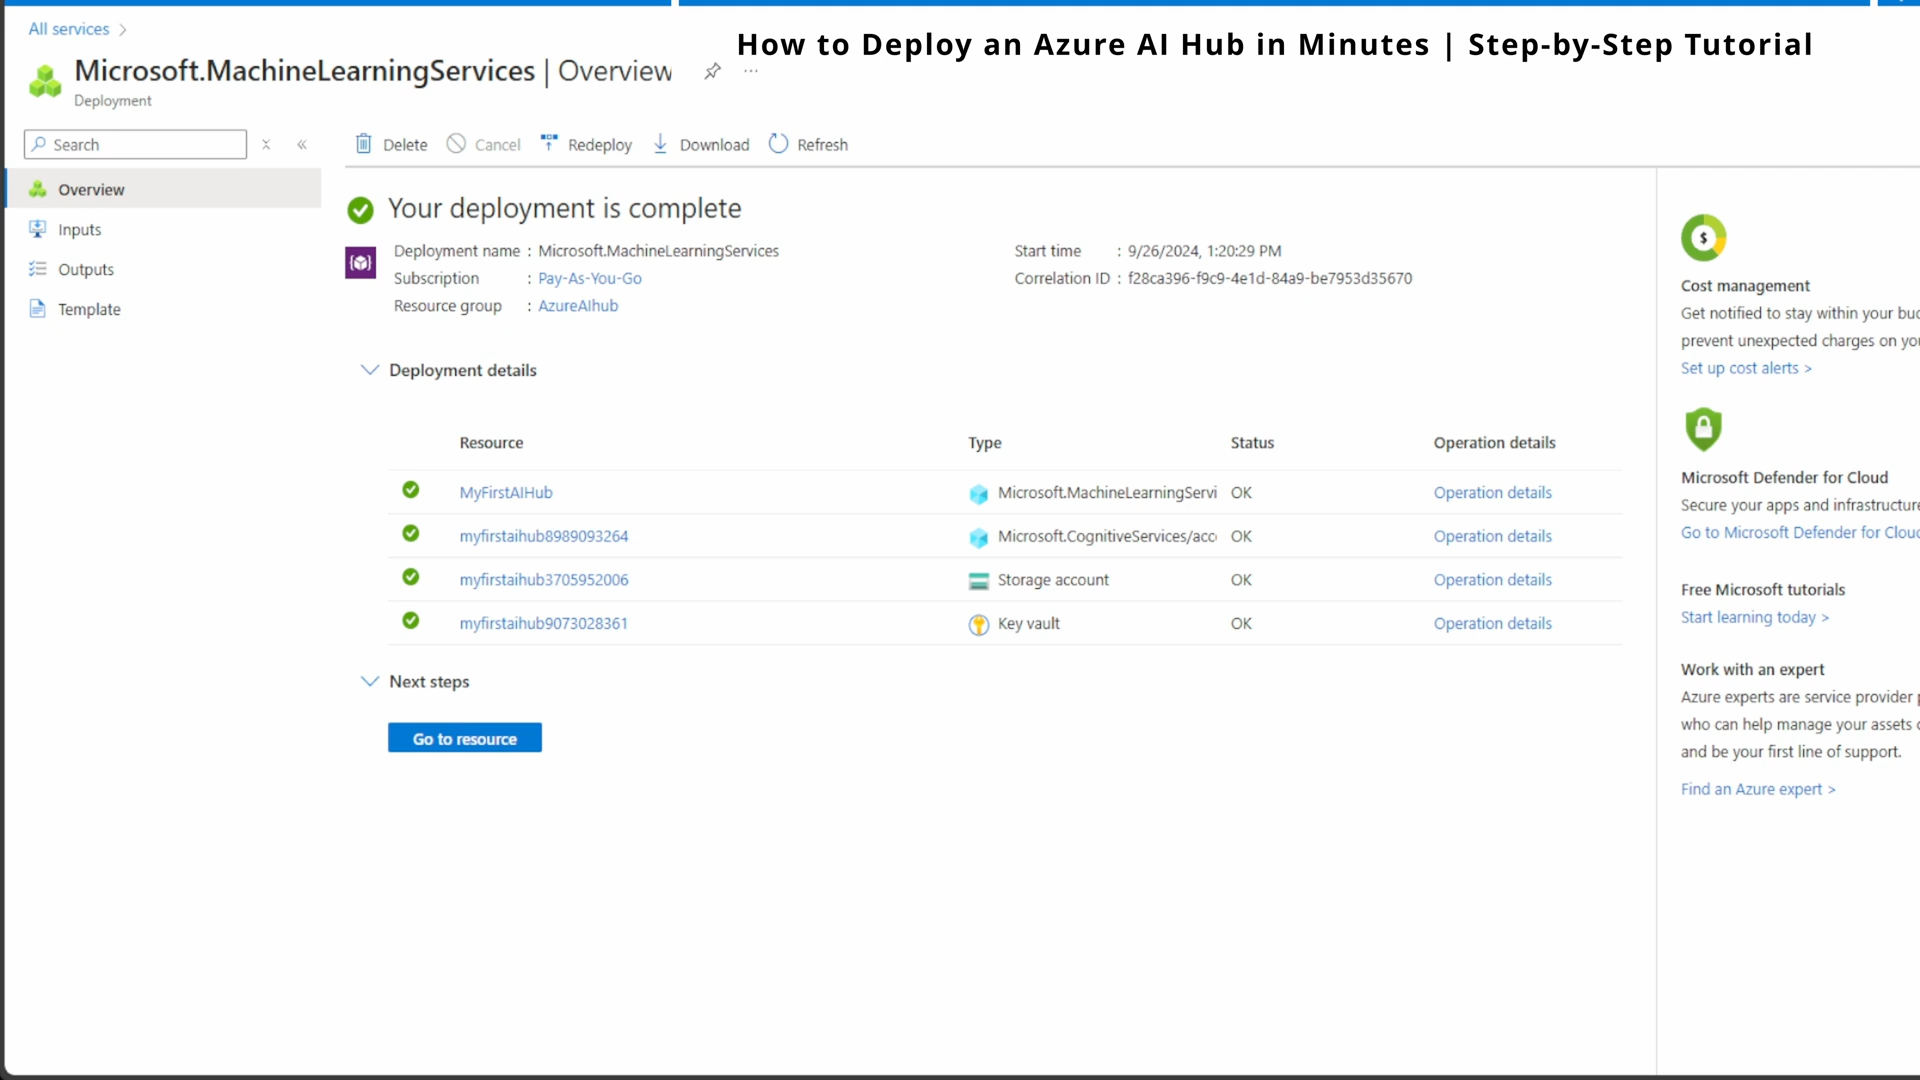 All services
How to Deploy an Azure AI Hub in Minutes | Step-by-Step Tutorial
Microsoft.MachineLearningServices | Overview
Deployment
Search
Delete
Cancel
Redeploy
Download
Refresh
Overview
Inputs
Outputs
Template
Your deployment is complete
Deployment name : Microsoft.MachineLearningServices
Subscription : Pay-As-You-Go
Resource group : AzureAIhub
Start time : 9/26/2024, 1:20:29 PM
Correlation ID : f28ca396-f9c9-4e1d-84a9-be7953d35670
Deployment details
Resource Type Status Operation details
MyFirstAIHub Microsoft.MachineLearningServi OK Operation details
myfirstaihub8989093264 Microsoft.CognitiveServices/acc OK Operation details
myfirstaihub3705952006 Storage account OK Operation details
myfirstaihub9073028361 Key vault OK Operation details
Next steps
Go to resource
Cost management
Get notified to stay within your
prevent unexpected charges on
Set up cost alerts >
Microsoft Defender for Cloud
Secure your apps and infrastructure
Go to Microsoft Defender for Cloud
Free Microsoft tutorials
Start learning today >
Work with an expert
Azure experts are service provider
who can help manage your assets
and be your first line of support.
Find an Azure expert >